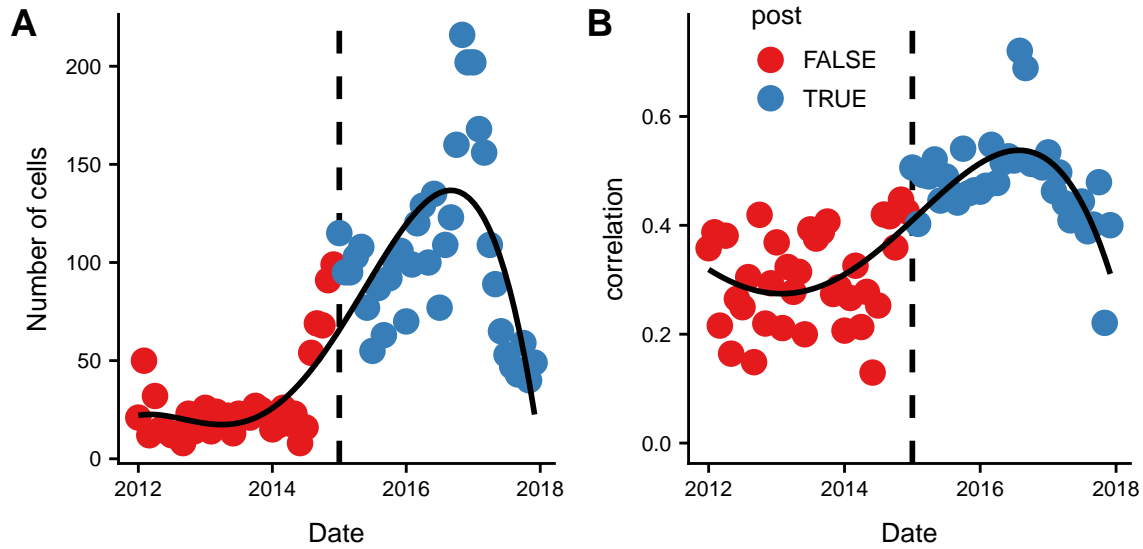 A
Number of cells
200
150
100
50
0
2012 2014 2016 2018
Date
B
post
FALSE
TRUE
correlation
0.6
0.4
0.2
0.0
2012 2014 2016 2018
Date